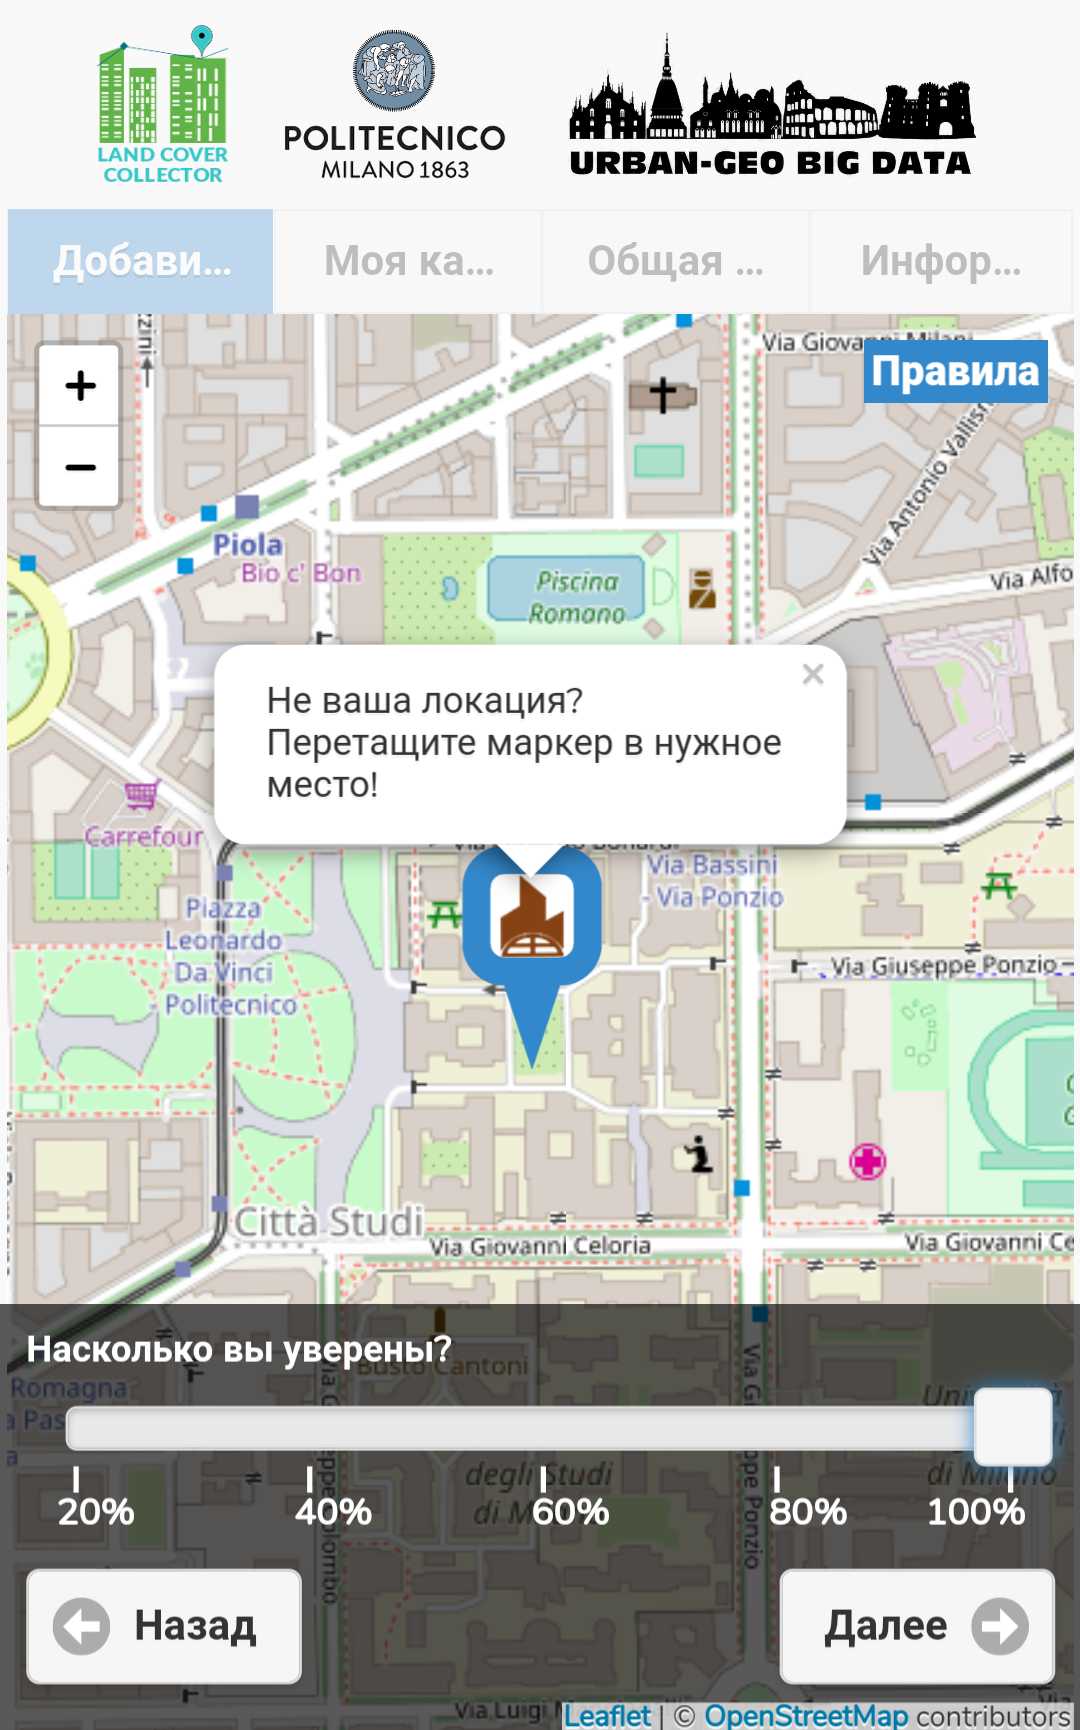 LAND COVER
COLLECTOR
POLITECNICO
MILANO 1863
URBAN-GEO BIG DATA
Добави...
Моя ка...
Общая ...
Инфор...
zzini
Via Giovanni Milani
Правила
+
−
Via Antonio Vallisn
Piola
Bio c' Bon
Piscina
Romano
Via Alfo
×
Не ваша локация?
Перетащите маркер в нужное
место!
Carrefour
Via Bassini
- Via Ponzio
Piazza
Leonardo
Da Vinci
- Politecnico
Via Giuseppe Ponzio
Città Studi
Via Giovanni Celoria
Via Giovanni Ce
Насколько вы уверены?
Busto Cantoni
Romagna
a Pas
degli Studi
di M
di Milano
ppe Ponzio
20%
40%
60%
80%
100%
Назад
Далее
Via Luigi
Leaflet | © OpenStreetMap contributors